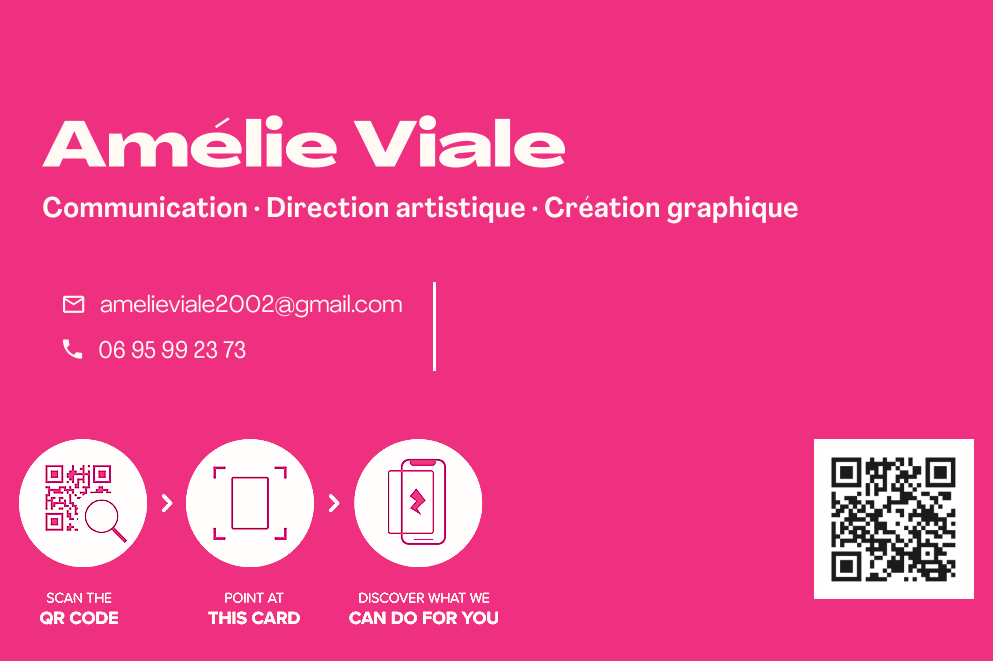 Amélie Viale
Communication · Direction artistique · Création graphique
amelieviale2002@gmail.com
06 95 99 23 73
SCAN THE
QR CODE
POINT AT
THIS CARD
DISCOVER WHAT WE
CAN DO FOR YOU